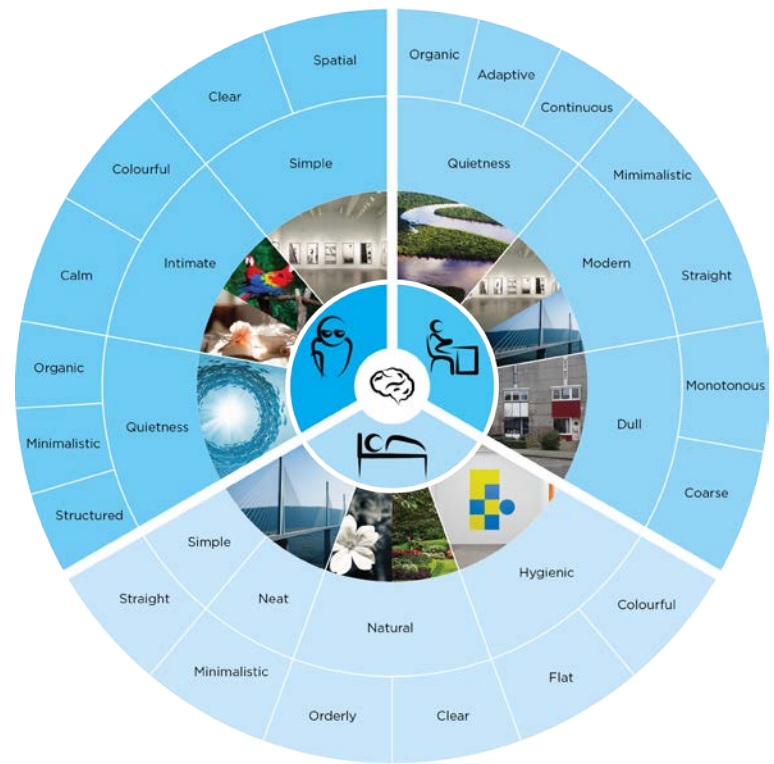 Spatial
Clear
Colourful
Calm
Organic
Minimalistic
Structured
Simple
Intimate
Quietness
Organic
Adaptive
Continuous
Mimimalistic
Straight
Monotonous
Coarse
Quietness
Modern
Dull
Simple
Neat
Natural
Hygienic
Straight
Minimalistic
Orderly
Clear
Flat
Colourful